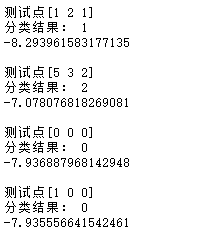 测试点[1 2 1]
分类结果： 1
-8.293961583177135
测试点[5 3 2]
分类结果： 2
-7.078076818269081
测试点[0 0 0]
分类结果： 0
-7.936887968142948
测试点[1 0 0]
分类结果： 0
-7.935556641542461